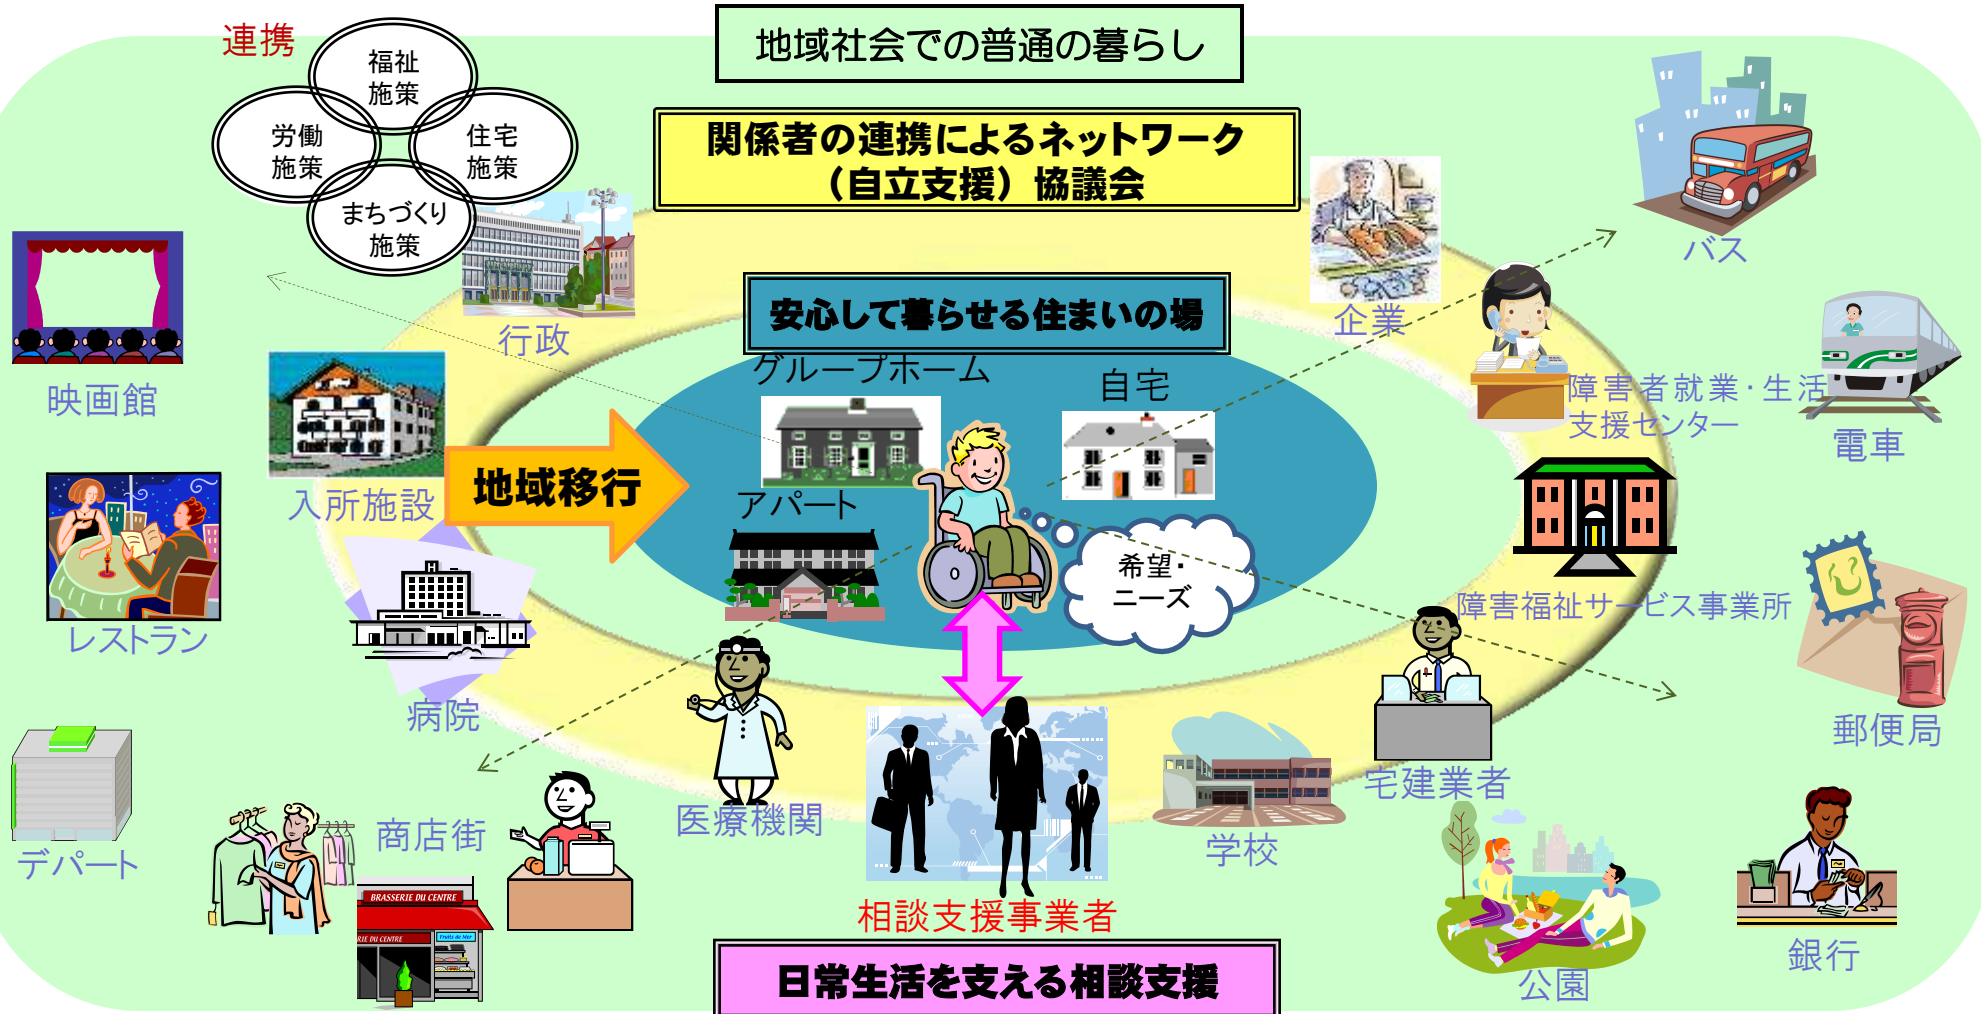 連携
福祉
施策
労働
施策
住宅
施策
まちづくり
施策
地域社会での普通の暮らし
関係者の連携によるネットワーク
（自立支援）協議会
安心して暮らせる住まいの場
グループホーム
自宅
アパート
希望・
ニーズ
地域移行
行政
企業
バス
映画館
入所施設
障害者就業・生活
支援センター
電車
レストラン
病院
障害福祉サービス事業所
郵便局
デパート
商店街
医療機関
相談支援事業者
学校
宅建業者
公園
銀行
BRASSERIE DU CENTRE
RIE DU CENTRE
Fruits de Mer
日常生活を支える相談支援